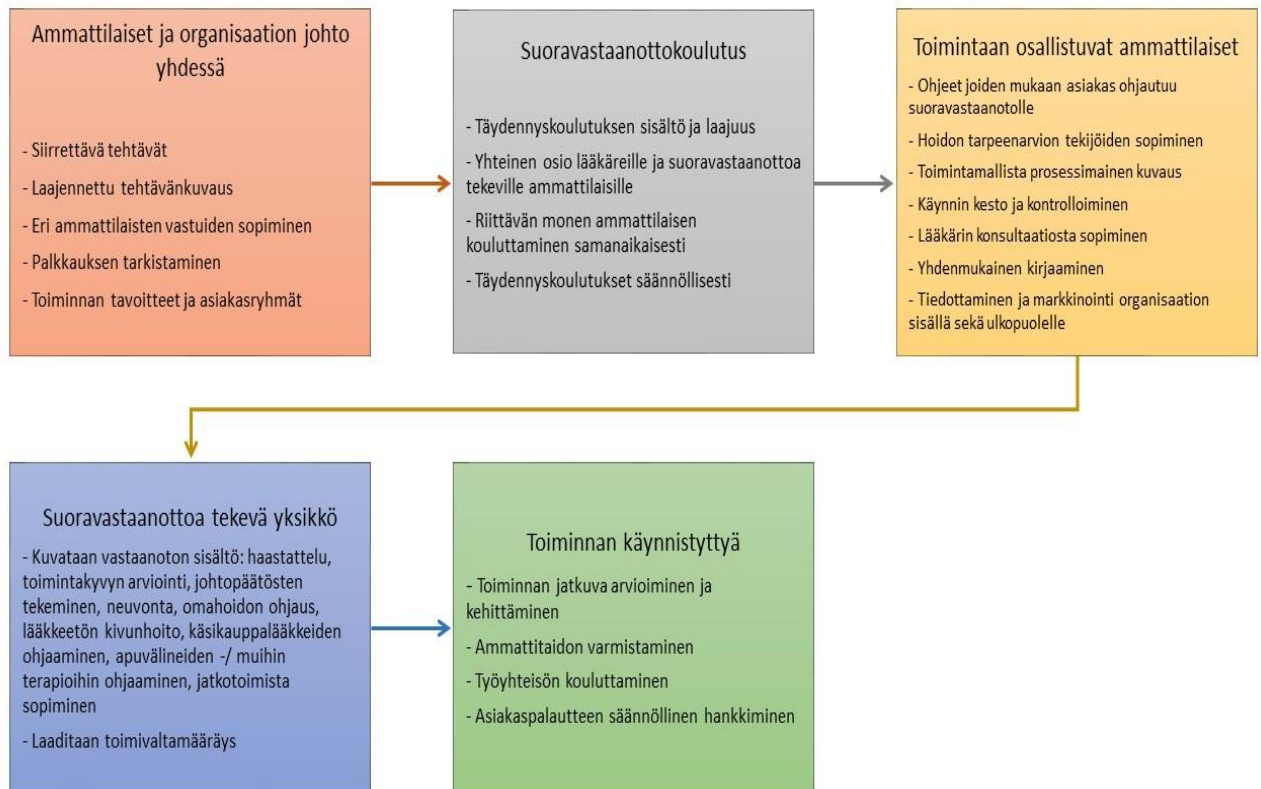 Ammattilaiset ja organisaation johto
yhdessä
- Siirrettävä tehtävät
- Laajennettu tehtävänkuvaus
- Eri ammattilaisten vastuiden sopiminen
- Palkkauksen tarkistaminen
- Toiminnan tavoitteet ja asiakasryhmät
Suoravastaanottokoulutus
- Täydennyskoulutuksen sisältö ja laajuus
- Yhteinen osio lääkäreille ja suoravastaanottoa
tekeville ammattilaisille
- Riittävän monen ammattilaisen
kouluttaminen samanaikaisesti
- Täydennyskoulutukset säännöllisesti
Toimintaan osallistuvat ammattilaiset
- Ohjeet joiden mukaan asiakas ohjautuu
suoravastaanotolle
- Hoidon tarpeenarvion tekijöiden sopiminen
- Toimintamallista prosessimainen kuvaus
- Käynnin kesto ja kontrolloiminen
- Lääkärin konsultaatiosta sopiminen
- Yhdenmukainen kirjaaminen
- Tiedottaminen ja markkinointi organisaation
sisällä sekä ulkopuolelle
Suoravastaanottoa tekevä yksikkö
- Kuvataan vastaanoton sisältö: haastattelu,
toimintakyvyn arviointi, johtopäätösten
tekeminen, neuvonta, omahoidon ohjaus,
lääkkeetön kivunhoito, käsikauppalääkkeiden
ohjaaminen, apuvälineiden -/ muihin
terapioihin ohjaaminen, jatkotoimista
sopiminen
- Laaditaan toimivaltamääräys
Toiminnan käynnistyttyä
- Toiminnan jatkuva arvioiminen ja
kehittäminen
- Ammattitaidon varmistaminen
- Työyhteisön kouluttaminen
- Asiakaspalautteen säännöllinen hankkiminen